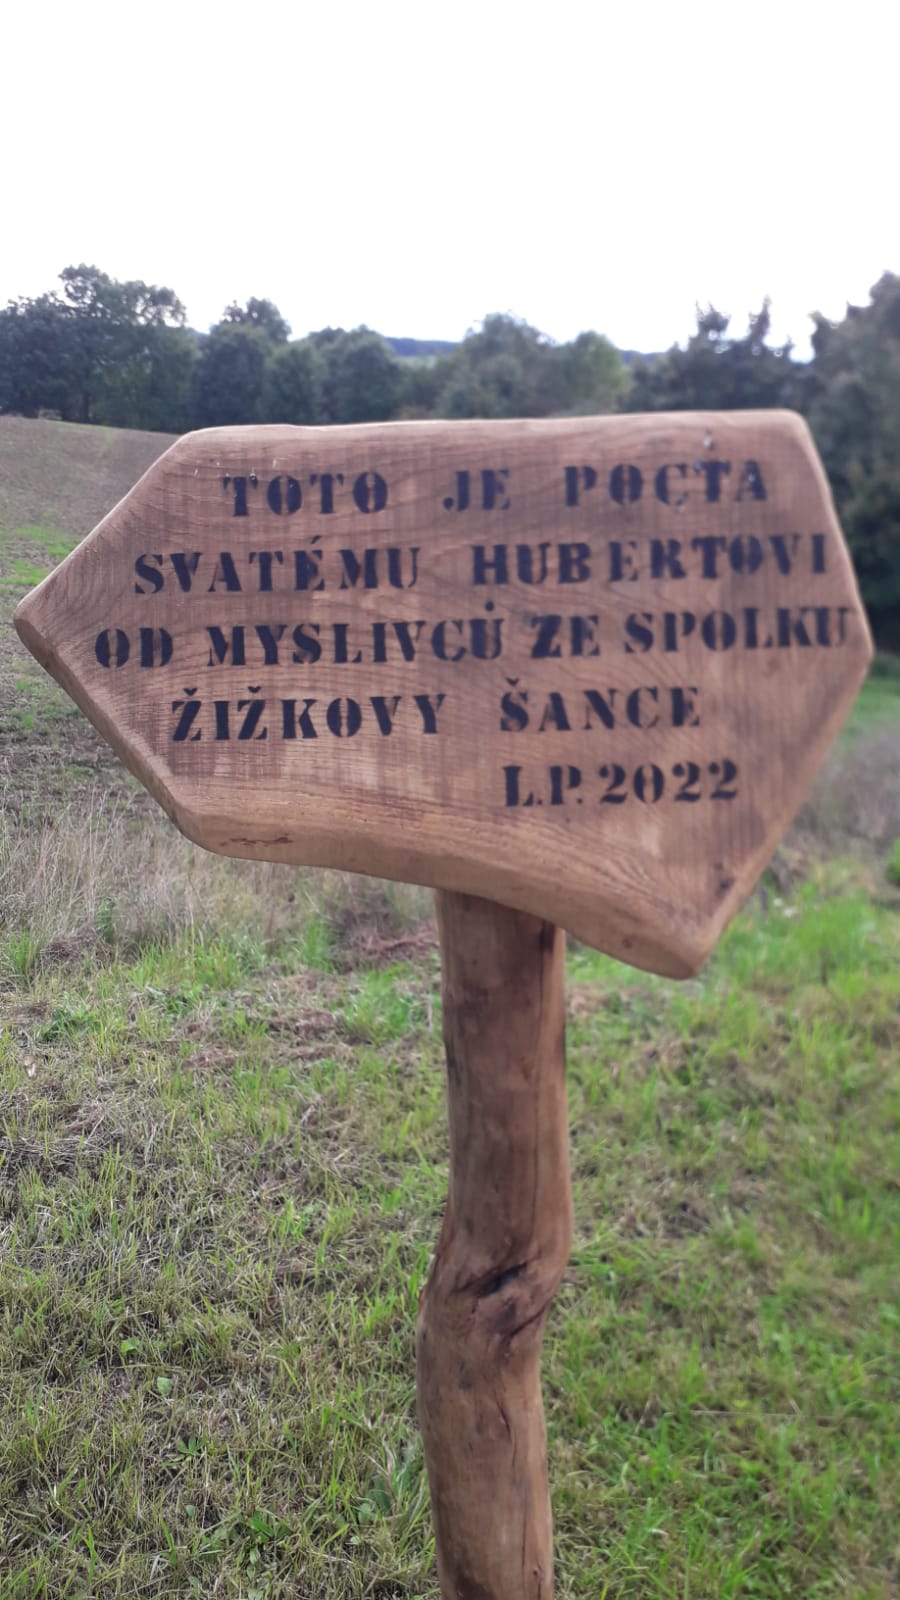 TOTO JE POCTA
SVATÉMU HUBERTOVI
OD MYSLIVCŮ ZE SPOLKU
ŽIŽKOVY ŠANCE
L.P. 2022